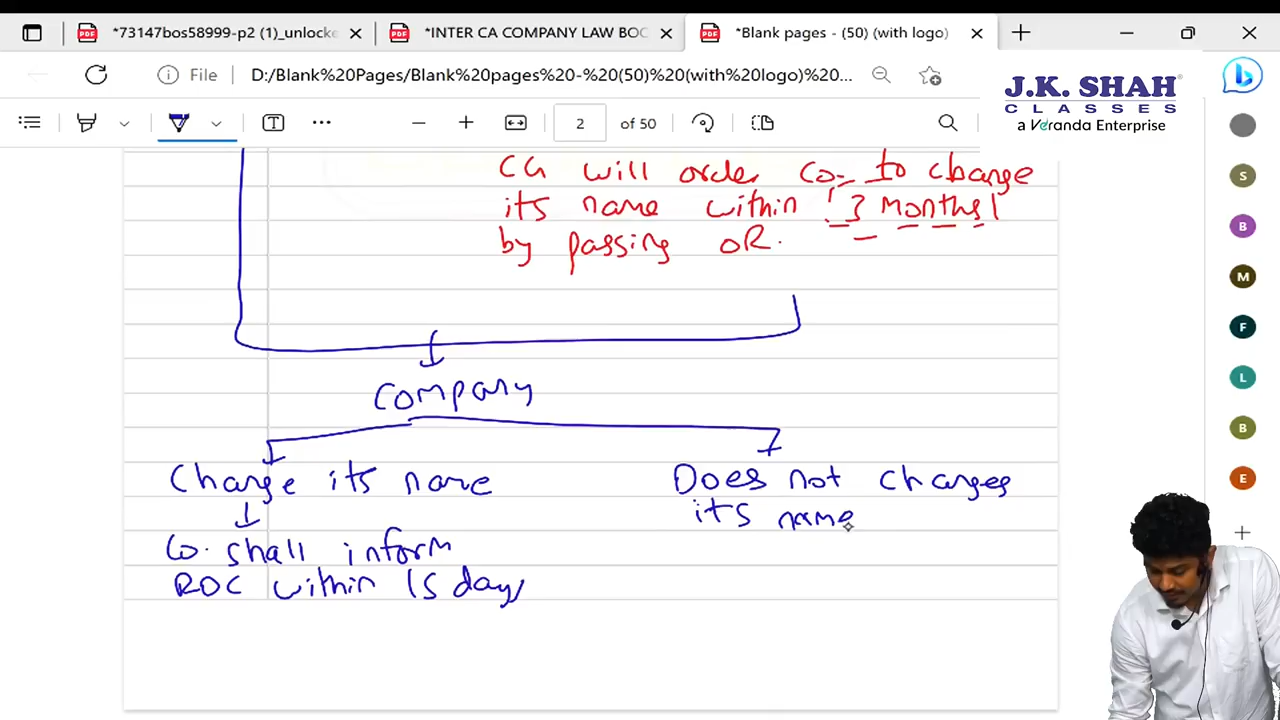 *73147bos58999-p2 (1)_unlocke
*INTER CA COMPANY LAW BOC
*Blank pages - (50) (with logo)
File
D:/Blank%20Pages/Blank%20pages%20-%20(50)%20(with%20logo)%20...
2 of 50
J.K. SHAH
CLASSES
a Veranda Enterprise
CG will order Co- to change
its name within 3 months
by passing OR.
Company
Change its name
Does not changes
its name
Co. shall inform
ROC within 15 days
S
B
M
F
L
B
E